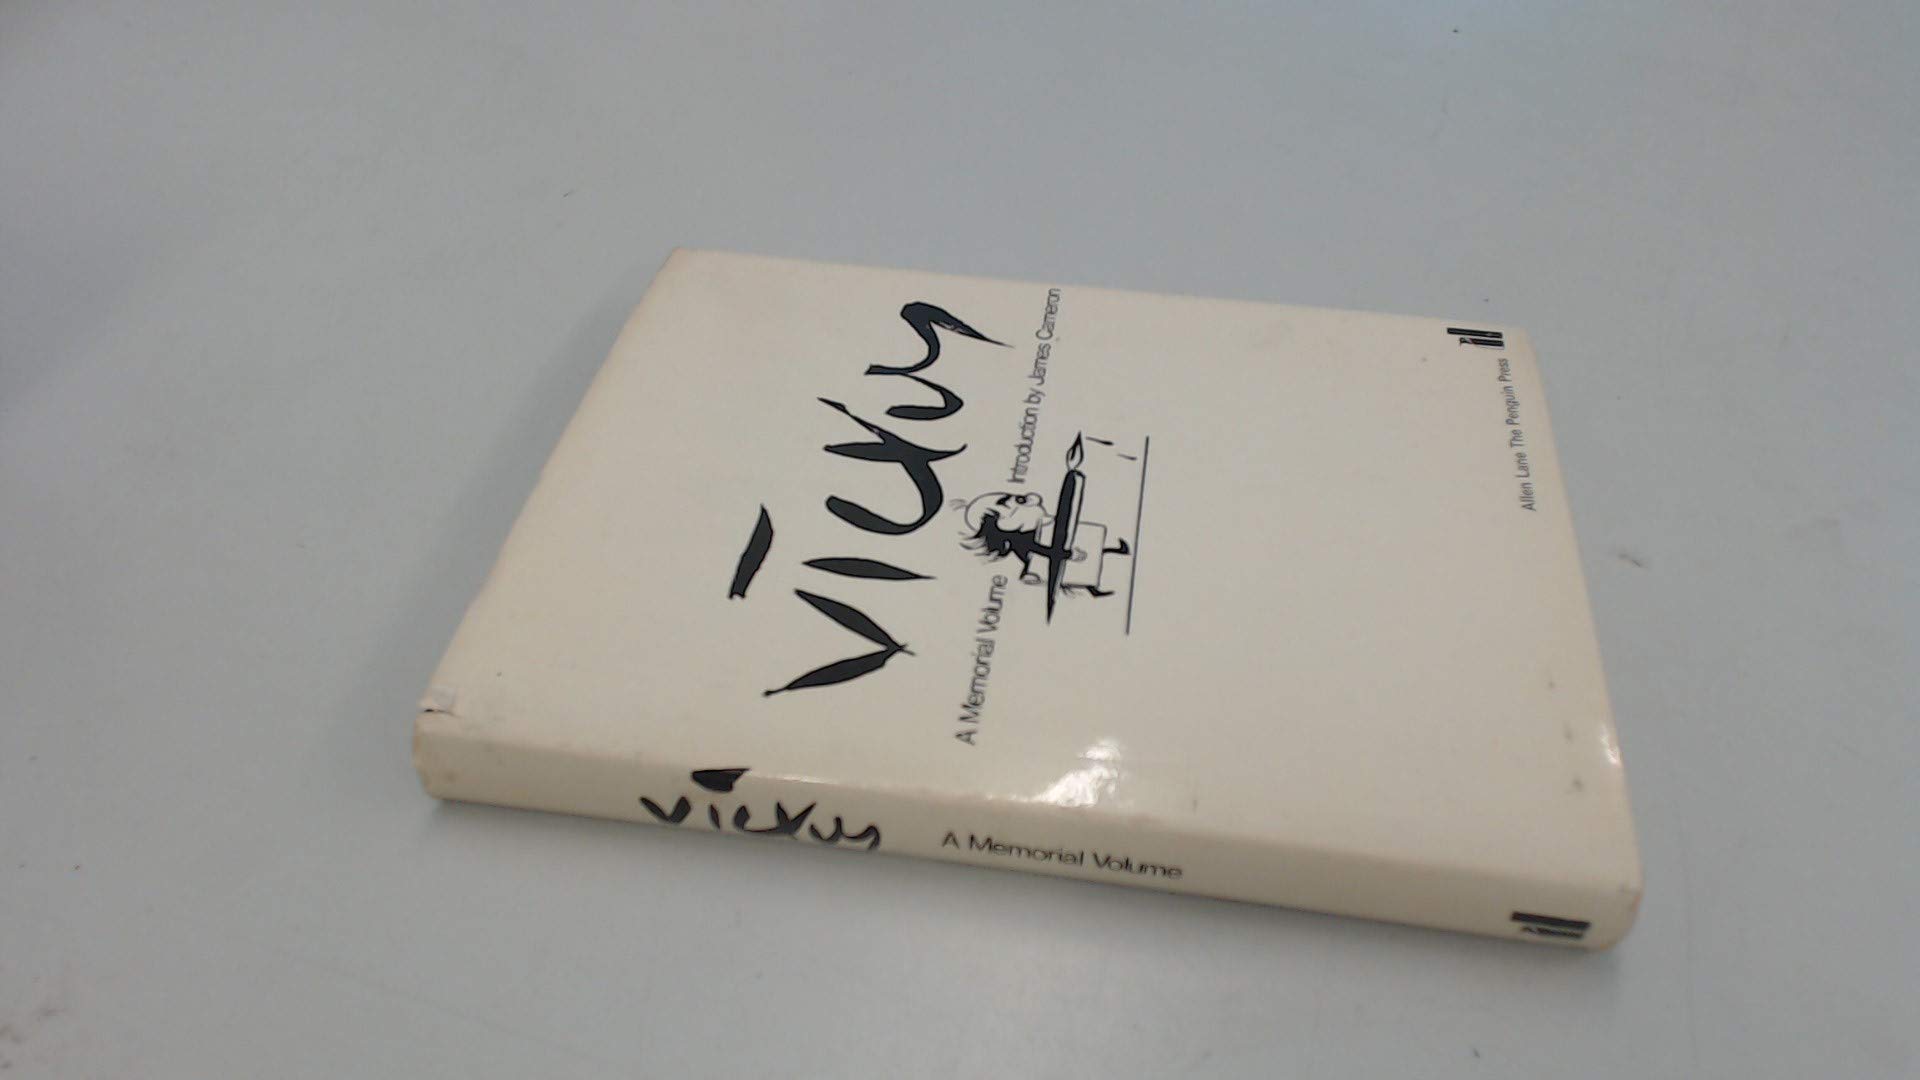 Vicky
A Memorial Volume
Introduction by James Cameron
Allen Lane The Penguin Press
Vicky
A Memorial Volume